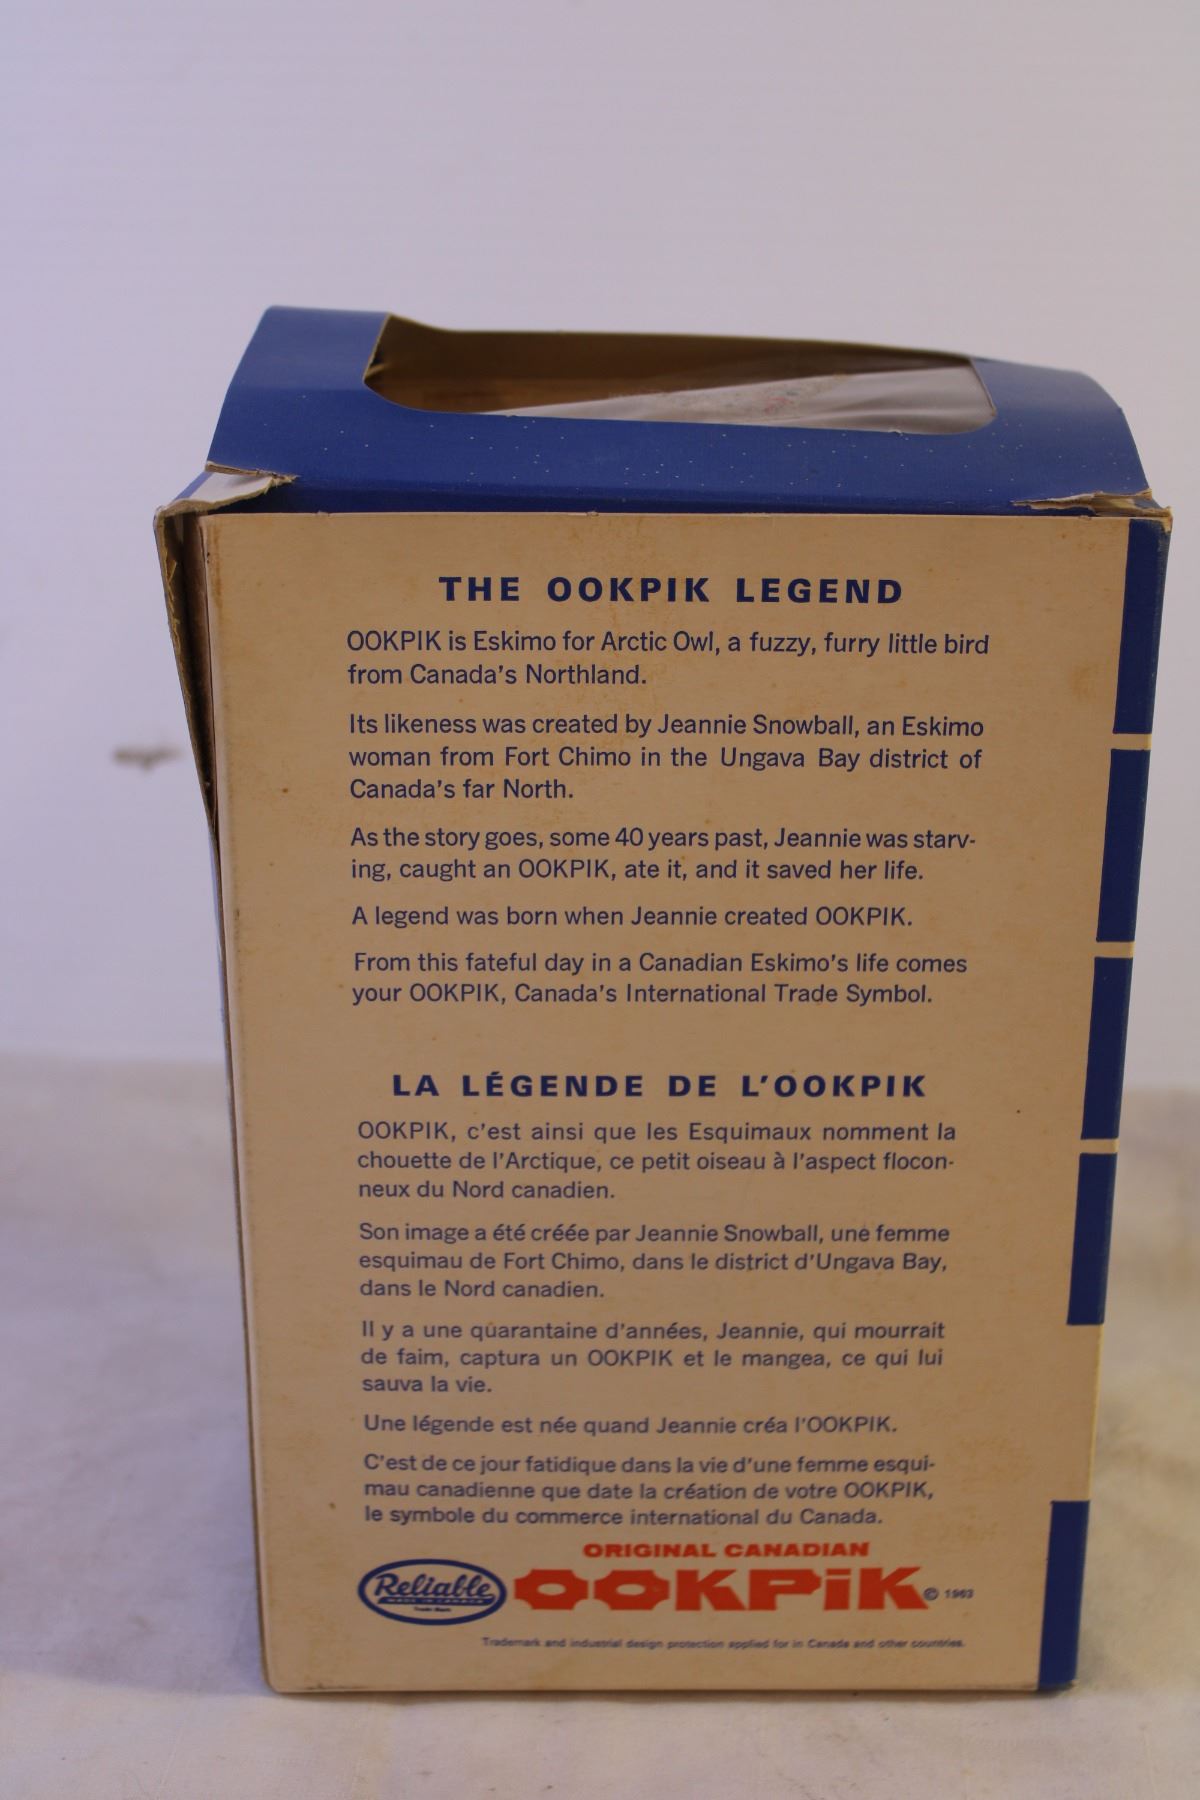 THE OOKPIK LEGEND
OOKPIK is Eskimo for Arctic Owl, a fuzzy, furry little bird
from Canada's Northland.
Its likeness was created by Jeannie Snowball, an Eskimo
woman from Fort Chimo in the Ungava Bay district of
Canada's far North.
As the story goes, some 40 years past, Jeannie was starv-
ing, caught an OOKPIK, ate it, and it saved her life.
A legend was born when Jeannie created OOKPIK.
From this fateful day in a Canadian Eskimo's life comes
your OOKPIK, Canada's International Trade Symbol.
LA LÉGENDE DE L'OOKPIK
OOKPIK, c'est ainsi que les Esquimaux nomment la
chouette de l'Arctique, ce petit oiseau à l'aspect flocon-
neux du Nord canadien.
Son image a été créée par Jeannie Snowball, une femme
esquimau de Fort Chimo, dans le district d'Ungava Bay,
dans le Nord canadien.
Il y a une quarantaine d'années, Jeannie, qui mourrait
de faim, captura un OOKPIK et le mangea, ce qui lui
sauva la vie.
Une légende est née quand Jeannie créa l'OOKPIK.
C'est de ce jour fatidique dans la vie d'une femme esqui-
mau canadienne que date la création de votre OOKPIK,
le symbole du commerce international du Canada.
ORIGINAL CANADIAN
Reliable
MADE IN CANADA
Trade Mark
OOKPiK © 1963
Trademark and industrial design protection applied for in Canada and other countries.